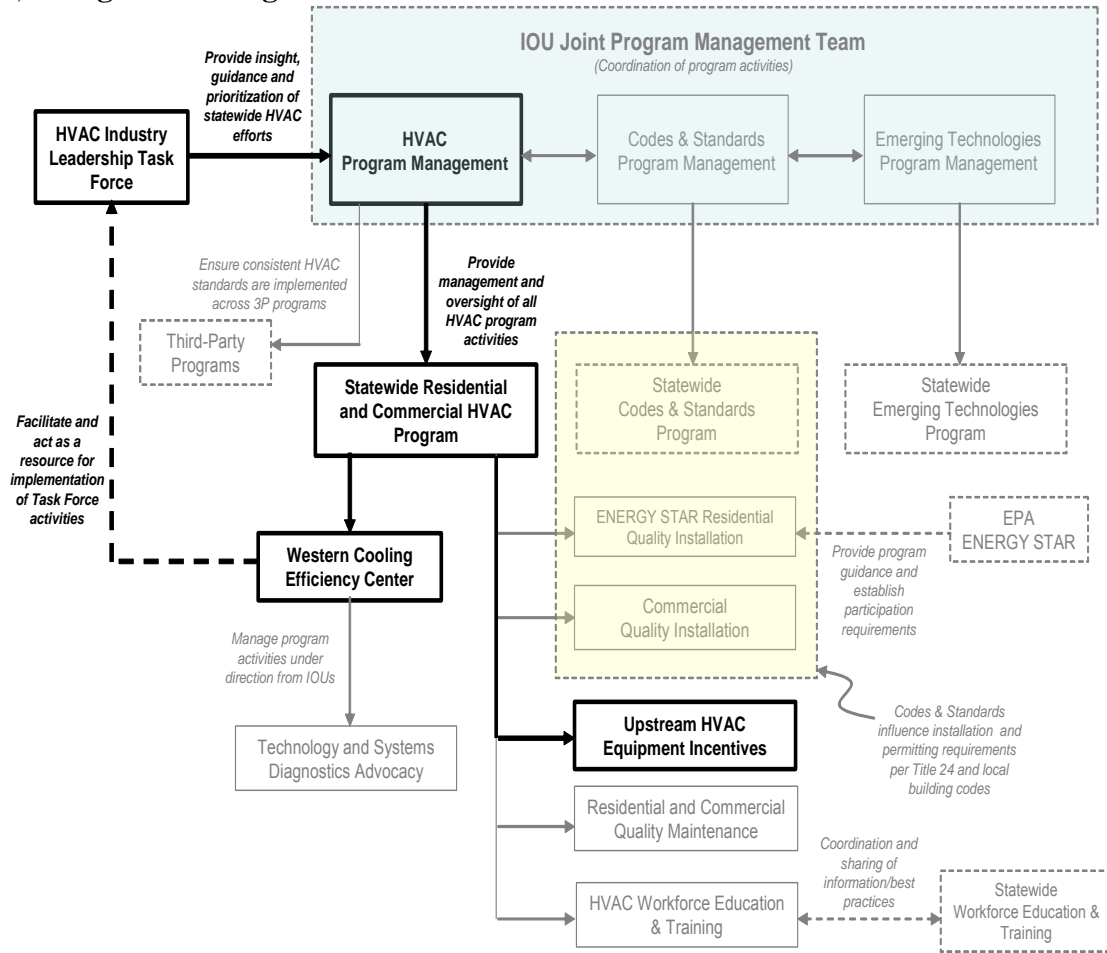 IOU Joint Program Management Team
(Coordination of program activities)
Provide insight,
guidance and
prioritization of
statewide HVAC
efforts
HVAC Industry
Leadership Task
Force
HVAC
Program Management
Codes & Standards
Program Management
Emerging Technologies
Program Management
Ensure consistent HVAC
standards are implemented
across 3P programs
Provide
management and
oversight of all
HVAC program
activities
Third-Party
Programs
Statewide Residential
and Commercial HVAC
Program
Statewide
Codes & Standards
Program
Statewide
Emerging Technologies
Program
Facilitate and
act as a
resource for
implementation
of Task Force
activities
ENERGY STAR Residential
Quality Installation
EPA
ENERGY STAR
Western Cooling
Efficiency Center
Provide program
guidance and
establish
participation
requirements
Commercial
Quality Installation
Manage program
activities under
direction from IOUs
Upstream HVAC
Equipment Incentives
Codes & Standards
influence installation and
permitting requirements
per Title 24 and local
building codes
Technology and Systems
Diagnostics Advocacy
Residential and Commercial
Quality Maintenance
Coordination and
sharing of
information/best
practices
HVAC Workforce Education
& Training
Statewide
Workforce Education &
Training